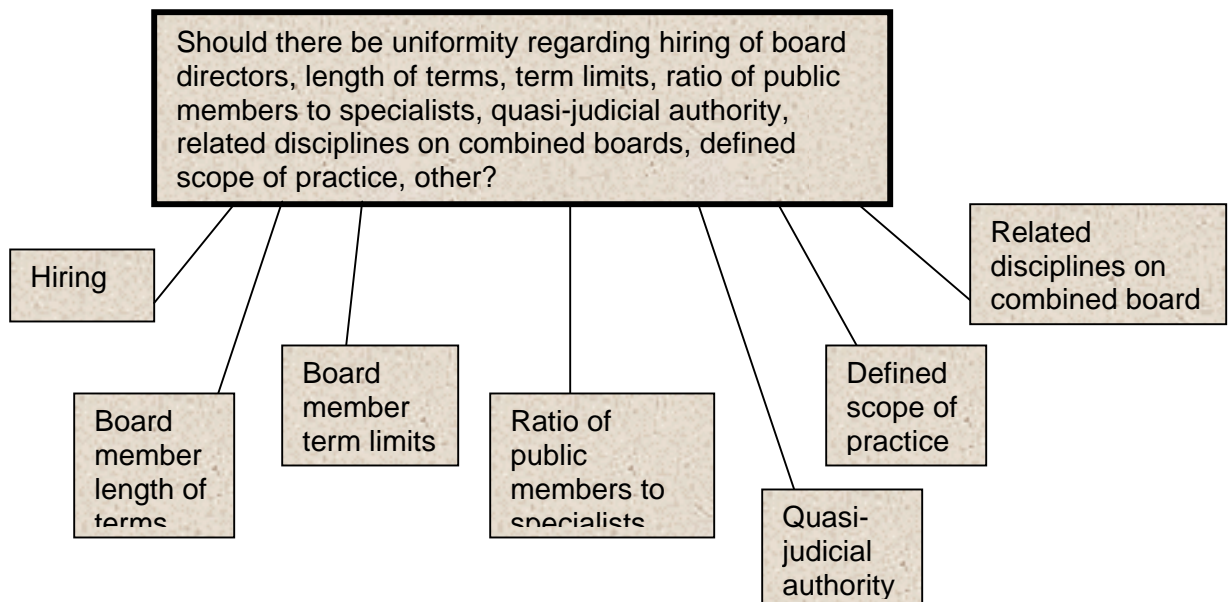 Should there be uniformity regarding hiring of board
directors, length of terms, term limits, ratio of public
members to specialists, quasi-judicial authority,
related disciplines on combined boards, defined
scope of practice, other?
Hiring
Board
member
length of
terms
Board
member
term limits
Ratio of
public
members to
specialists
Quasi-
judicial
authority
Defined
scope of
practice
Related
disciplines on
combined board